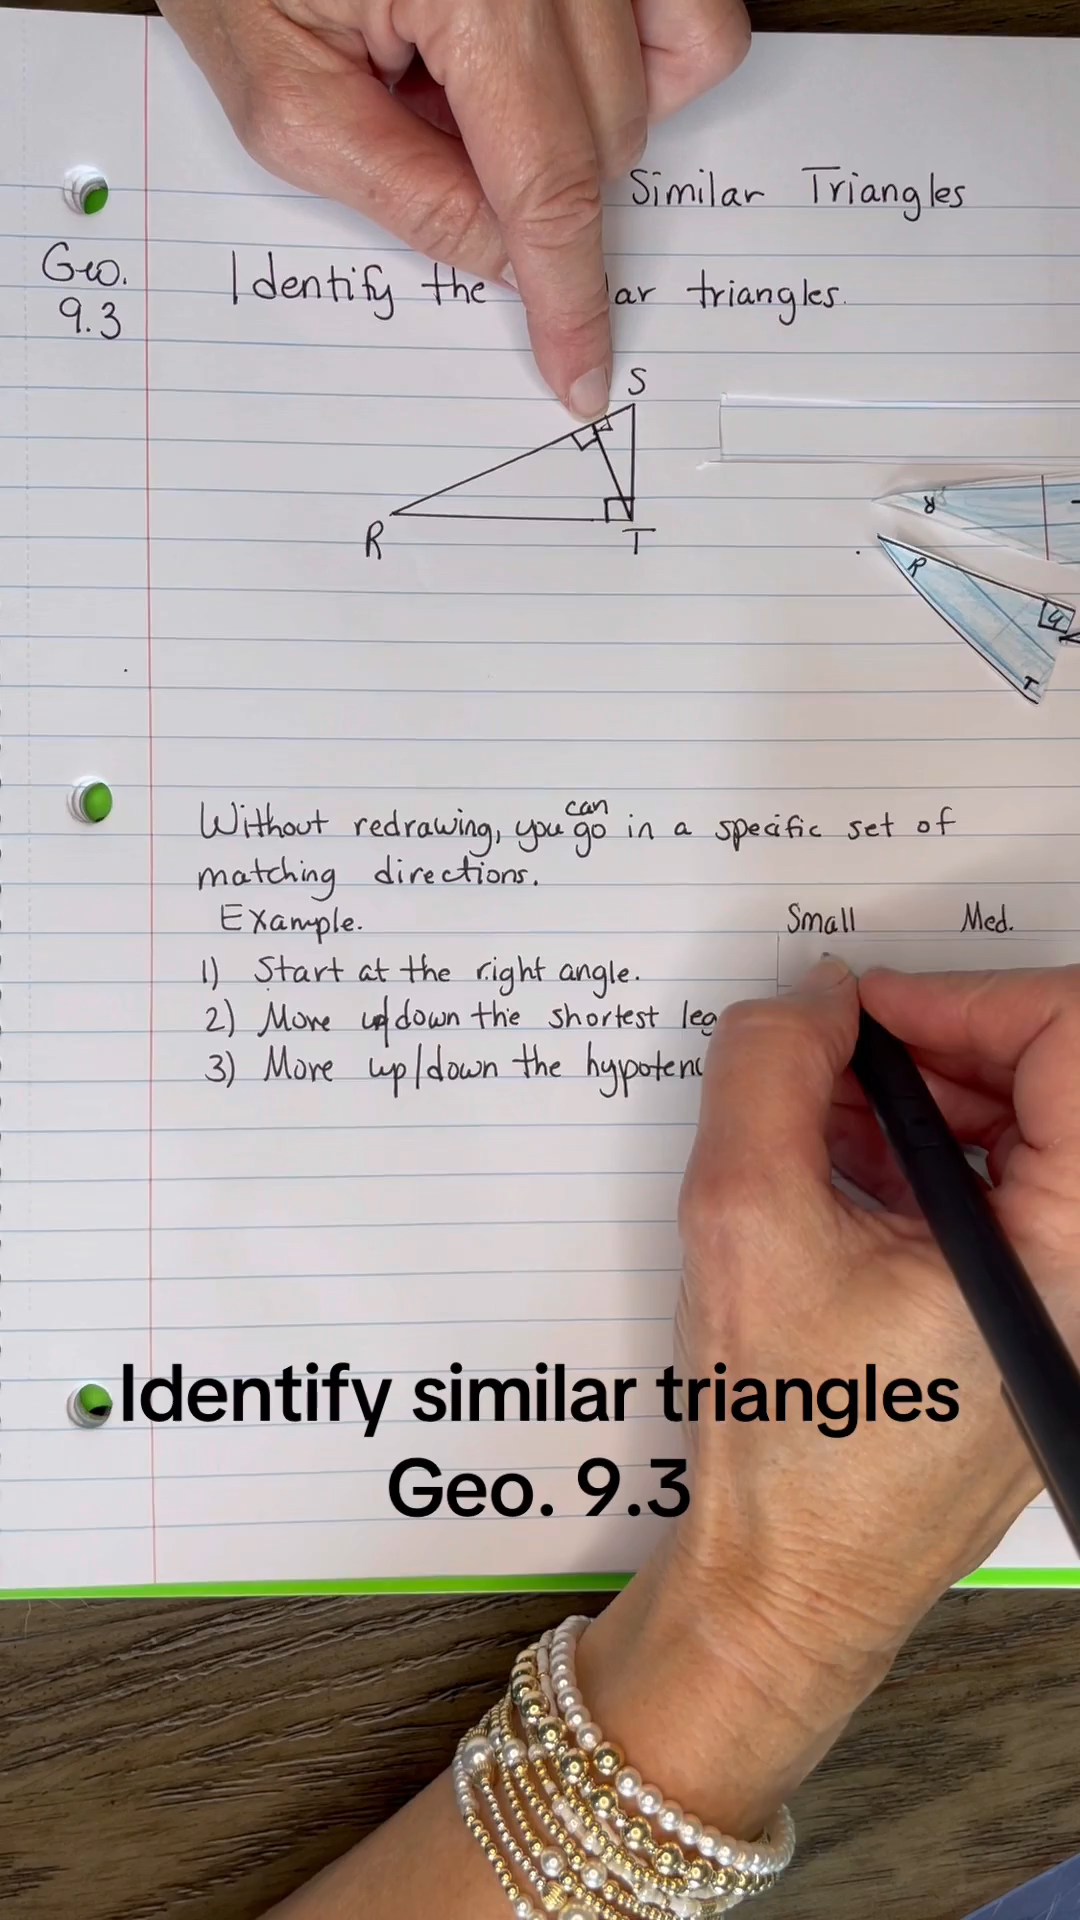 Similar Triangles
Geo.
9.3
Identify the ar triangles.
S
R
T
R
R
U
T
can
Without redrawing, you go in a specific set of
matching directions.
Example.
Small Med.
1) Start at the right angle.
2) Move up/down the shortest leg
3) Move up/down the hypotenu
Identify similar triangles
Geo. 9.3